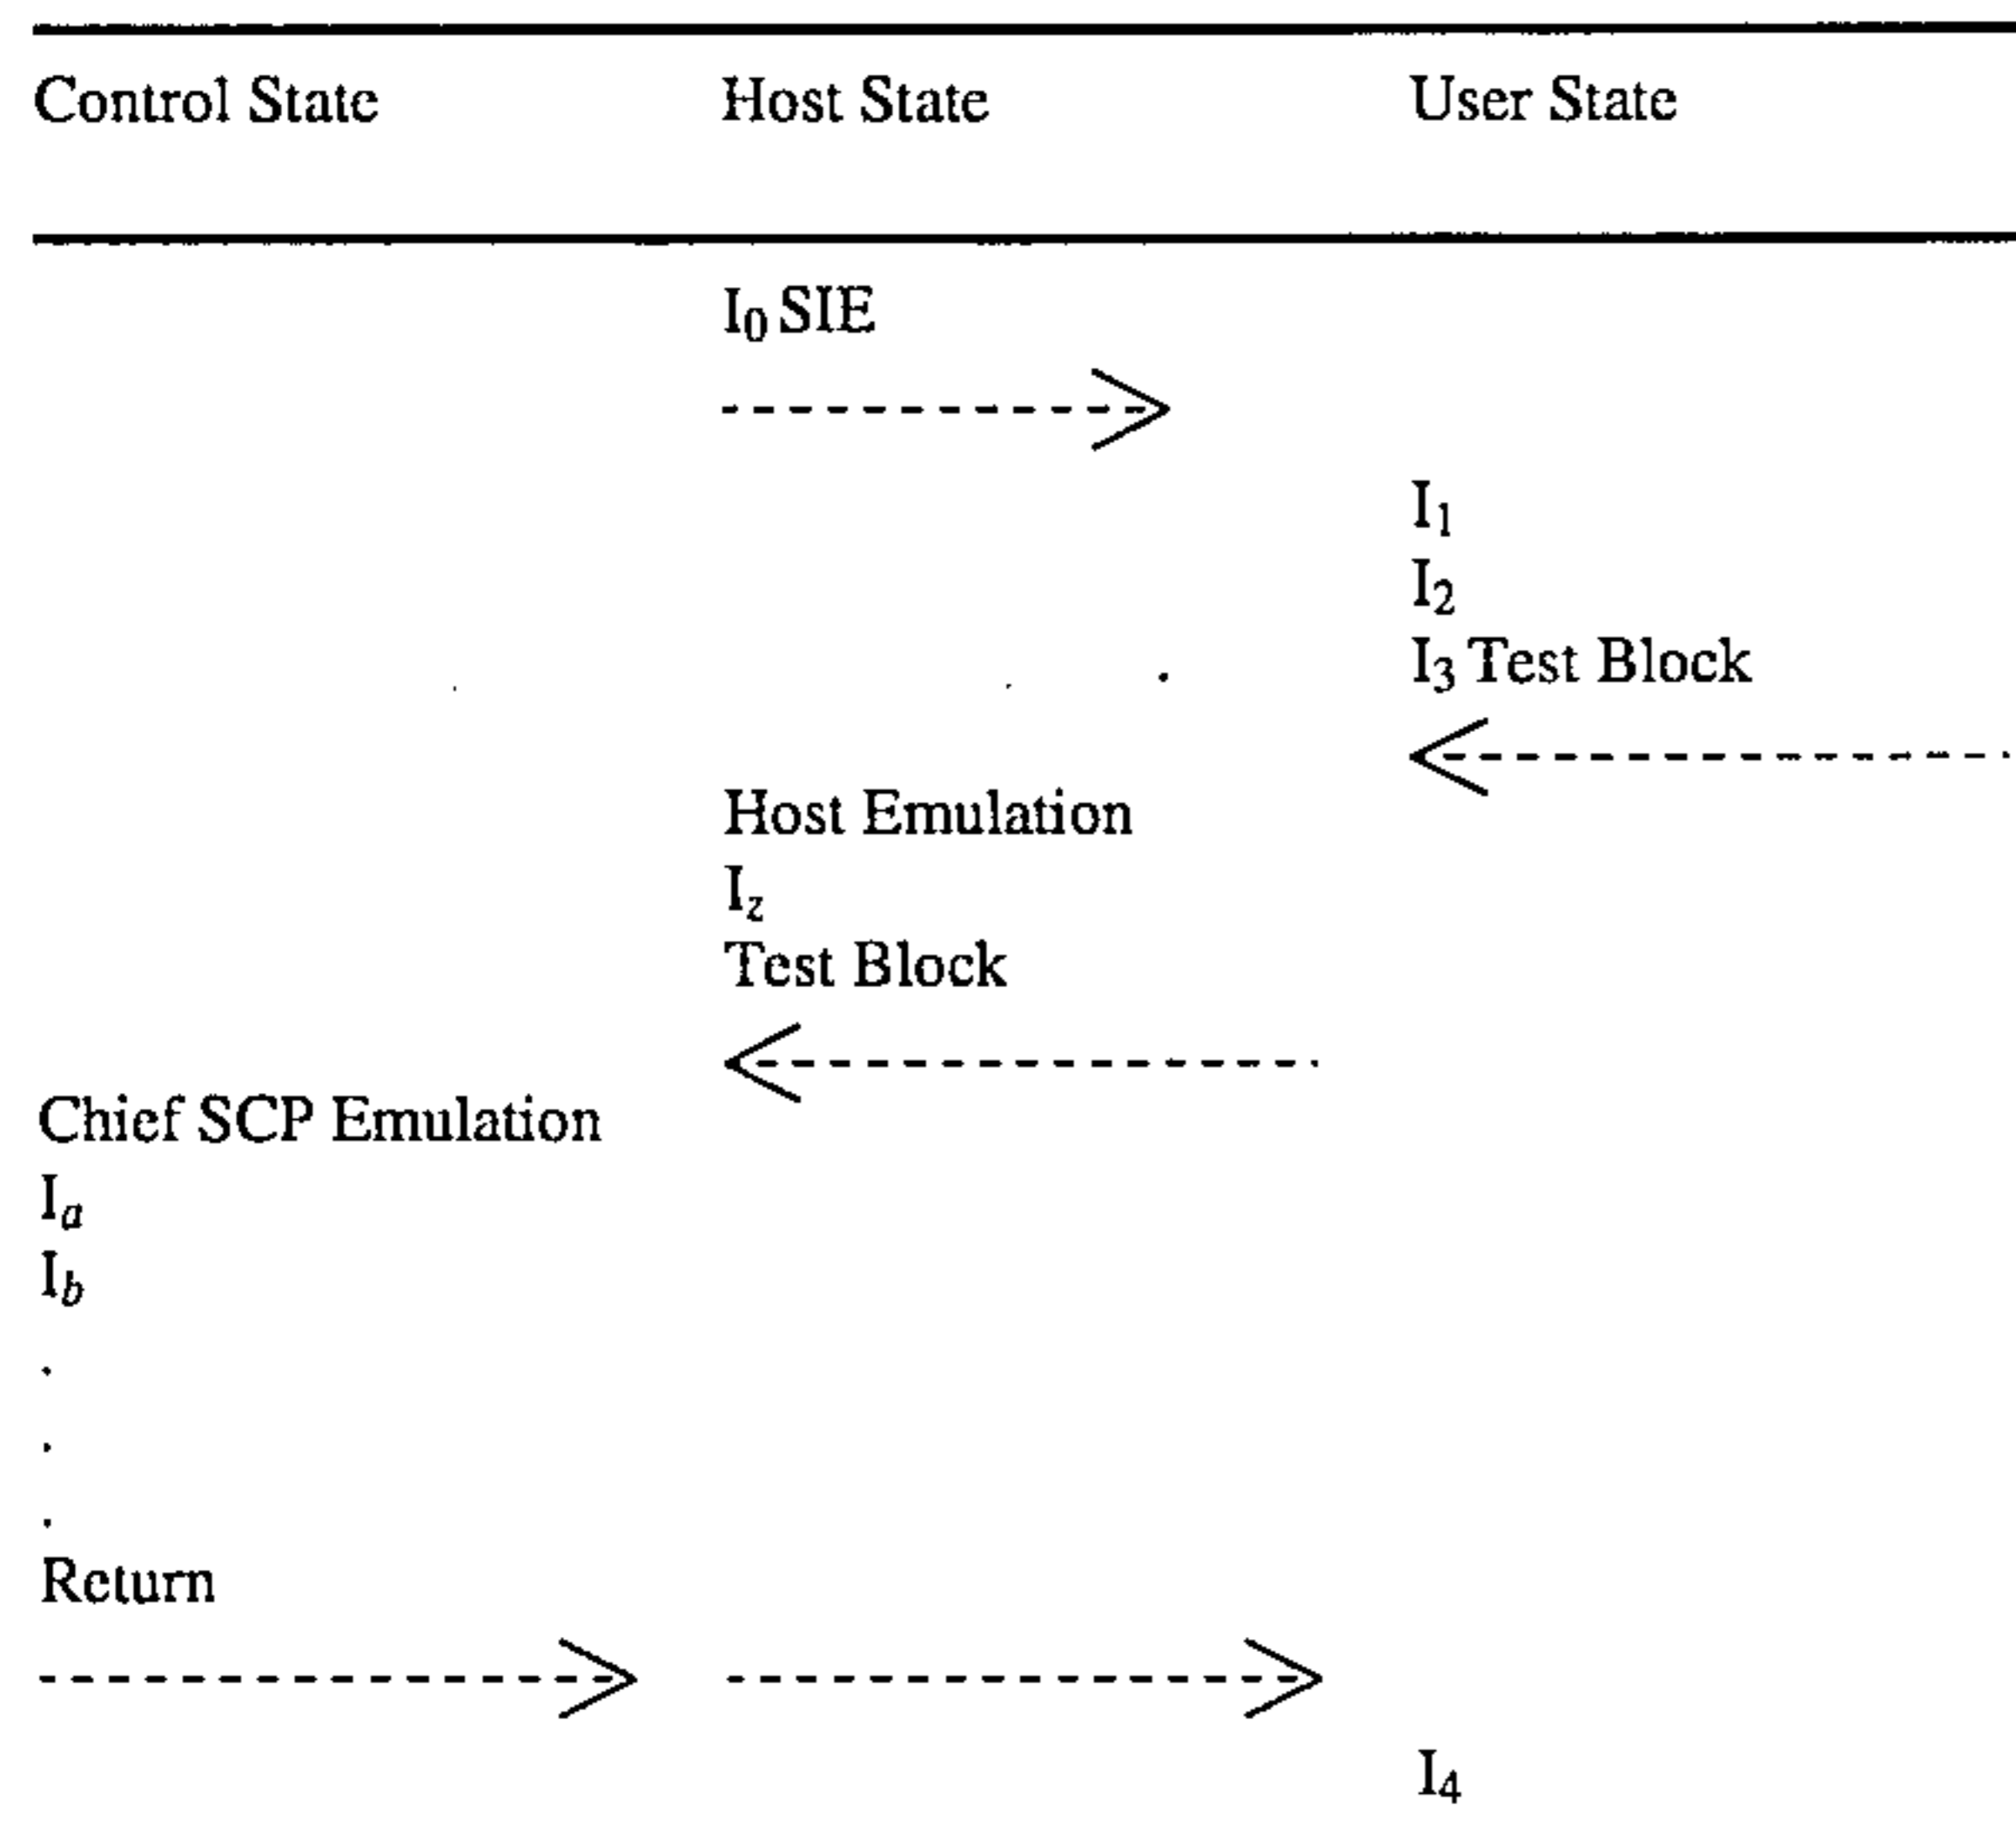 Control State Host State User State
I0 SIE
I1
I2
I3 Test Block
Host Emulation
Iz
Test Block
Chief SCP Emulation
Ia
Ib
.
.
.
Return
I4